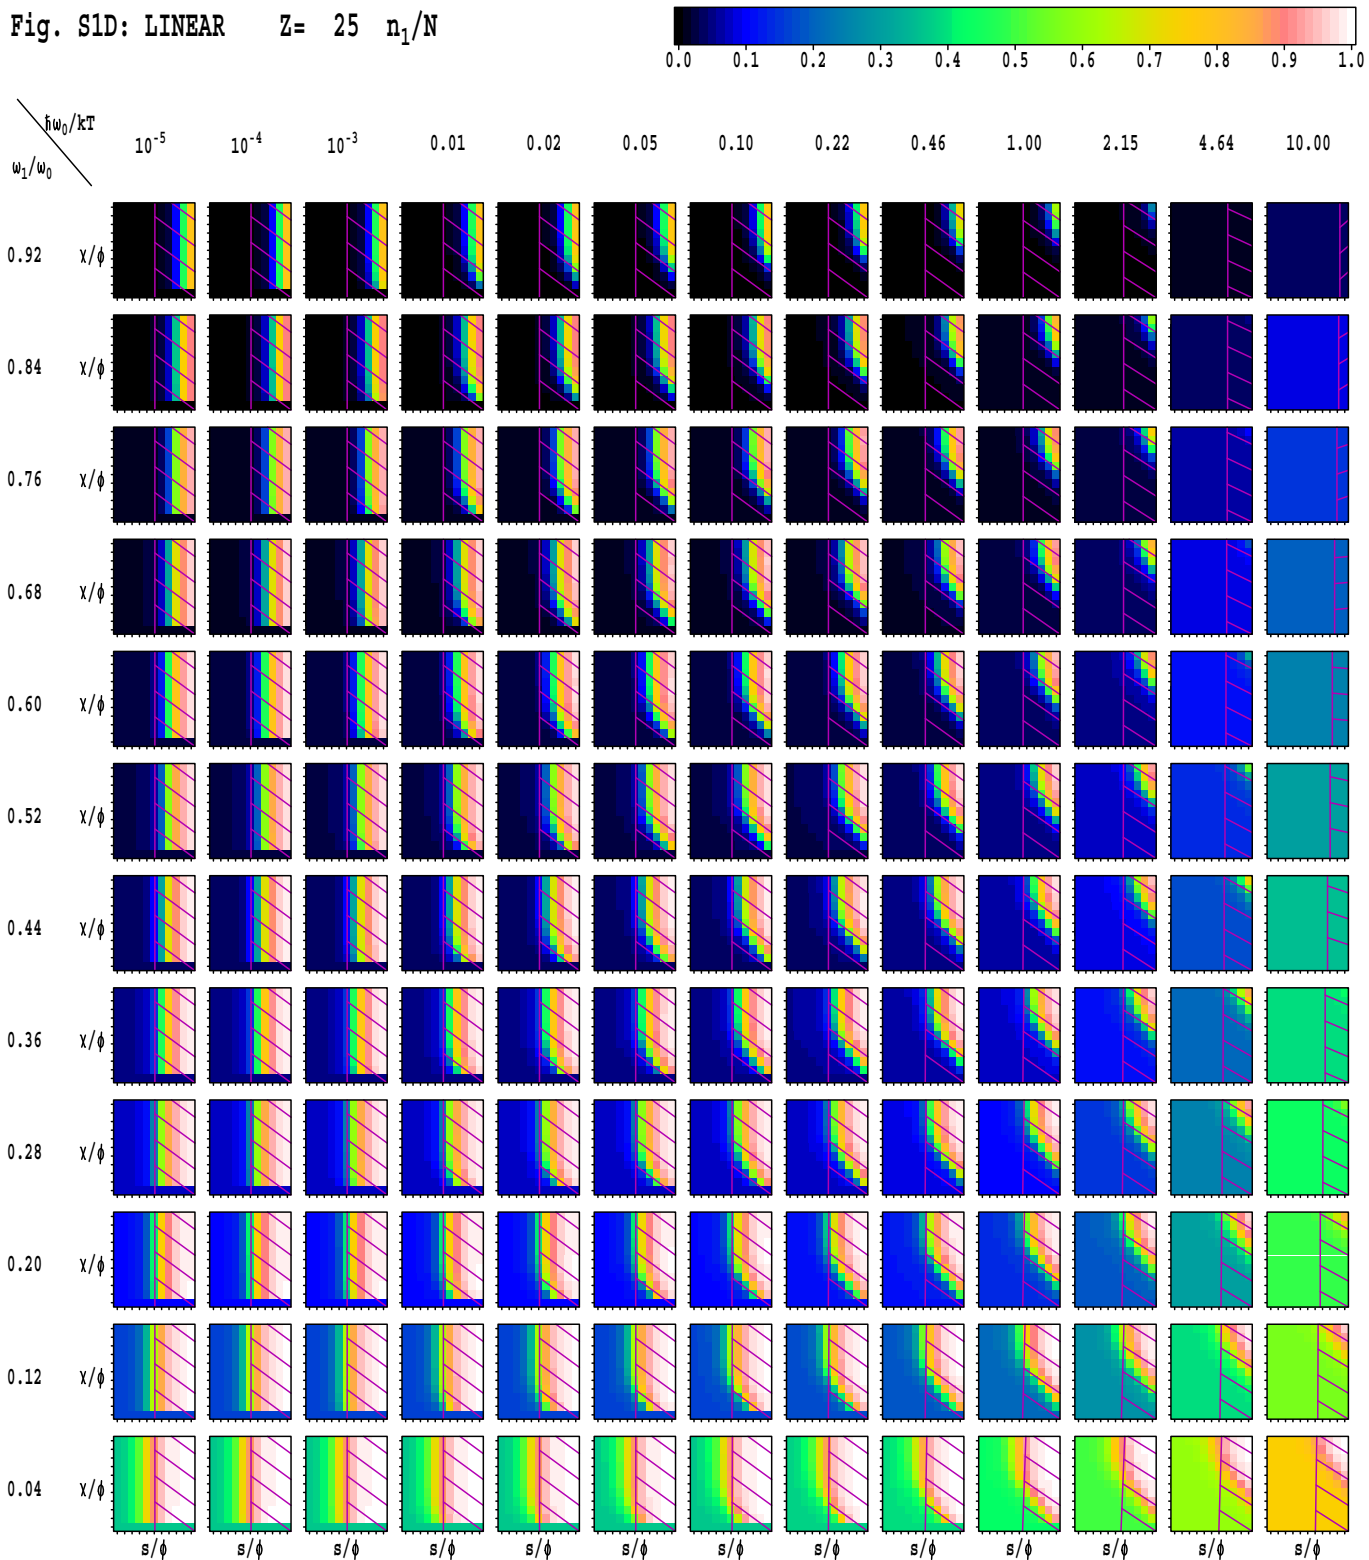 Fig. S1D: LINEAR Z= 25 n₁/N
0.0 0.1 0.2 0.3 0.4 0.5 0.6 0.7 0.8 0.9 1.0
ħω₀/kT
ω₁/ω₀
10⁻⁵ 10⁻⁴ 10⁻³ 0.01 0.02 0.05 0.10 0.22 0.46 1.00 2.15 4.64 10.00
0.92 χ/ϕ
0.84 χ/ϕ
0.76 χ/ϕ
0.68 χ/ϕ
0.60 χ/ϕ
0.52 χ/ϕ
0.44 χ/ϕ
0.36 χ/ϕ
0.28 χ/ϕ
0.20 χ/ϕ
0.12 χ/ϕ
0.04 χ/ϕ
s/ϕ s/ϕ s/ϕ s/ϕ s/ϕ s/ϕ s/ϕ s/ϕ s/ϕ s/ϕ s/ϕ s/ϕ s/ϕ